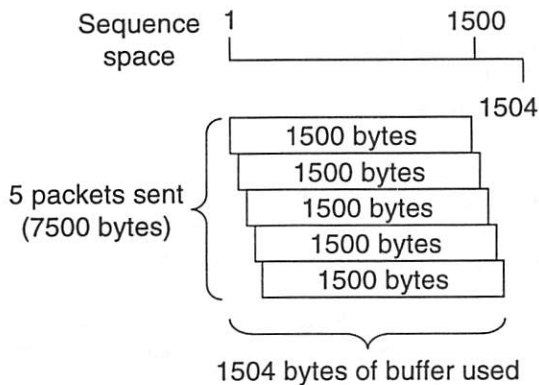 Sequence
space
1
1500
1504
1500 bytes
1500 bytes
1500 bytes
1500 bytes
1500 bytes
5 packets sent
(7500 bytes)
1504 bytes of buffer used